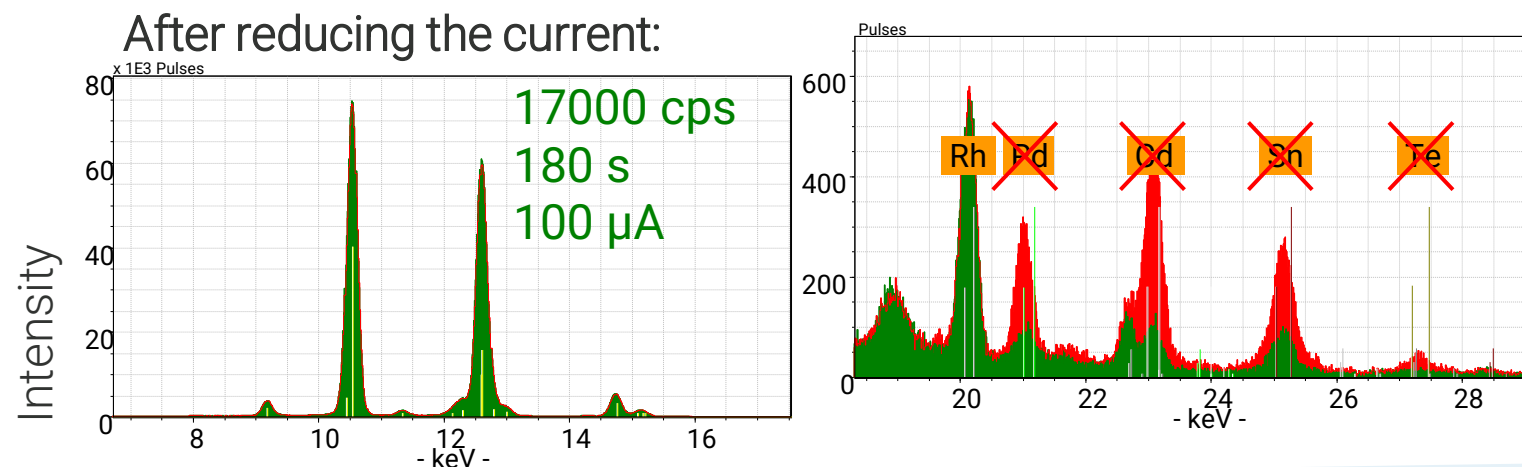 After reducing the current:
x 1E3 Pulses
80
60
40
20
0
Intensity
17000 cps
180 s
100 µA
8
10
12
14
16
- keV -
Pulses
600
400
200
0
Rh
Pd
Cd
Sn
Te
20
22
24
26
28
- keV -